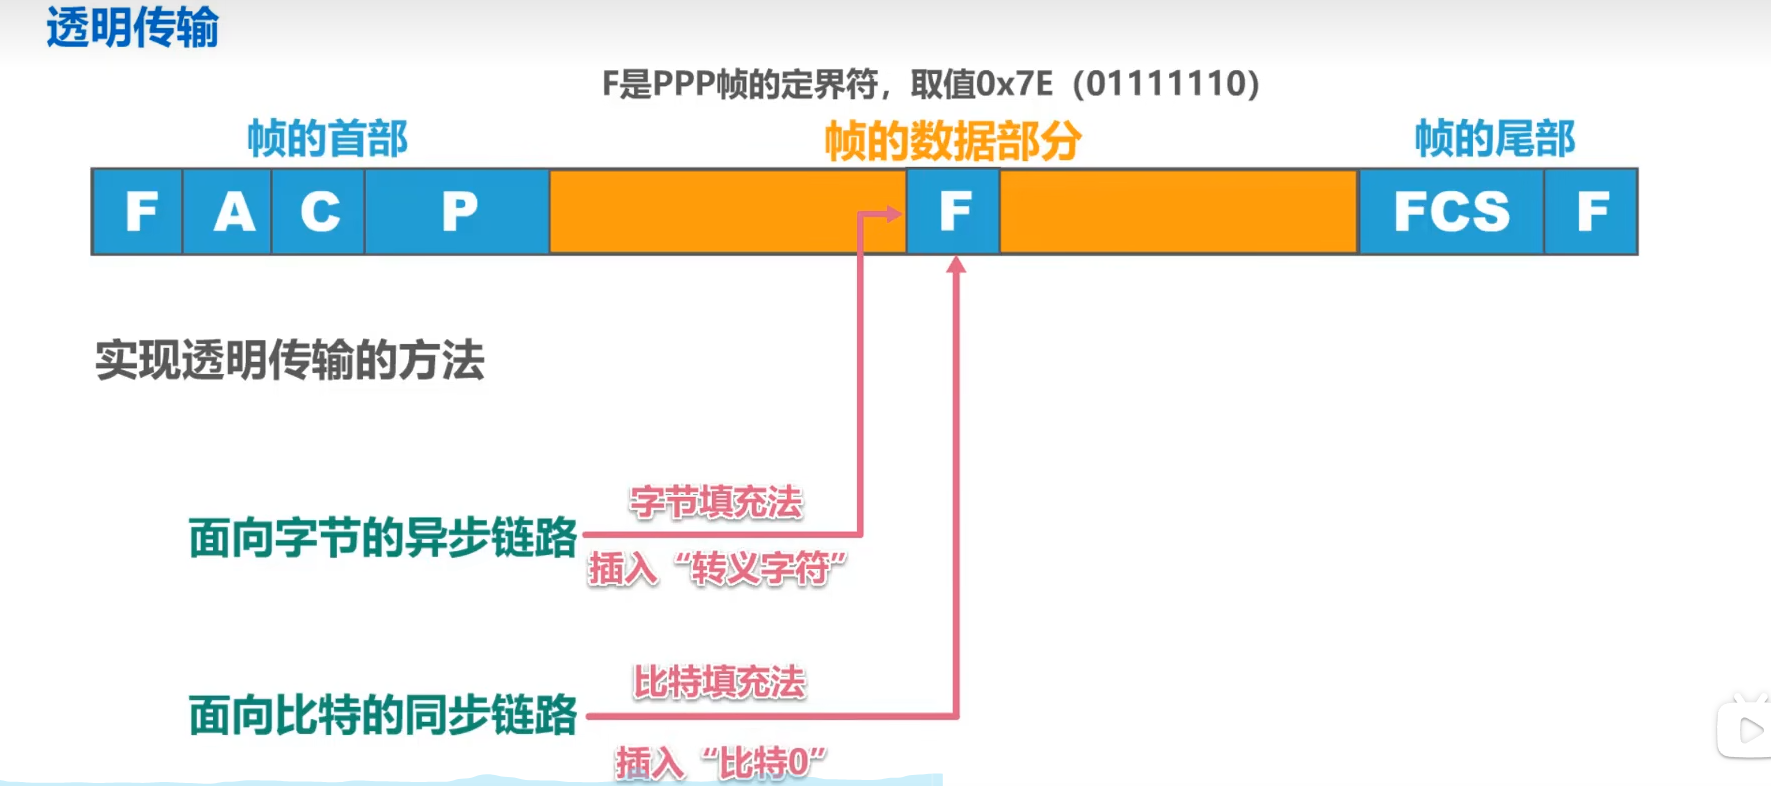 透明传输
F是PPP帧的定界符，取值0x7E（01111110）
帧的首部 帧的数据部分 帧的尾部
F A C P F FCS F
实现透明传输的方法
字节填充法
面向字节的异步链路
插入“转义字符”
比特填充法
面向比特的同步链路
插入“比特0”